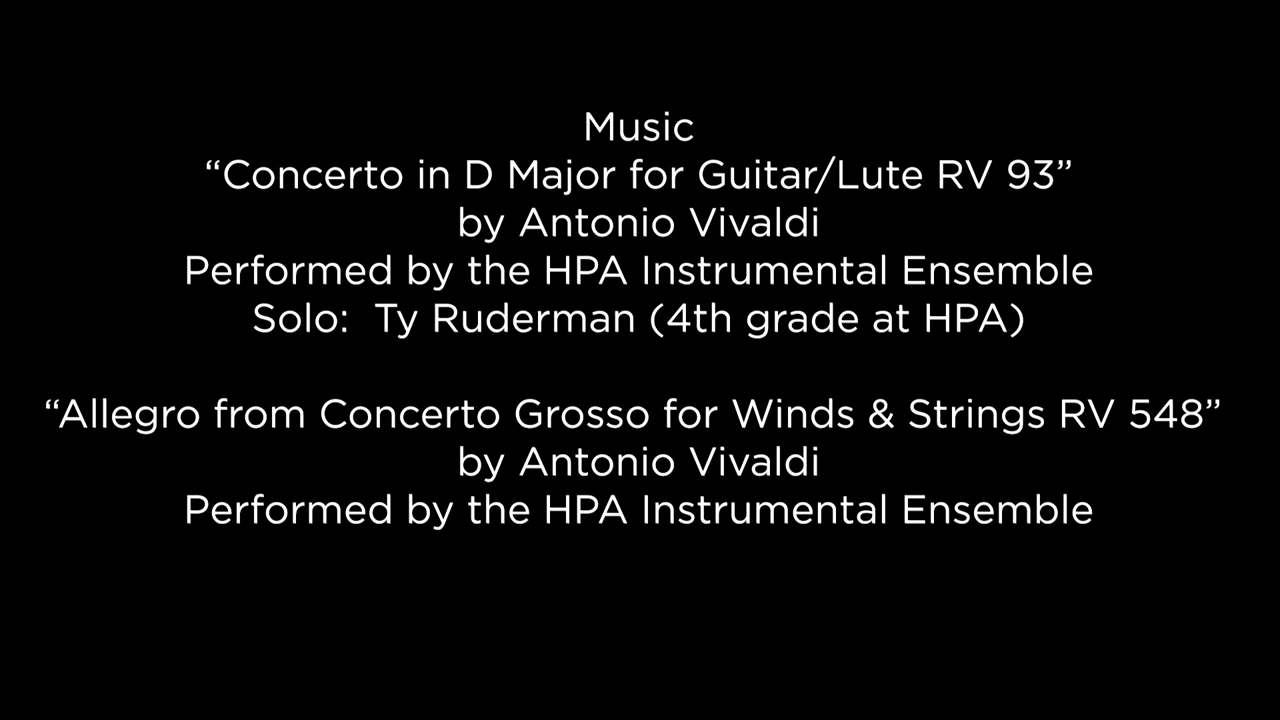 Music
“Concerto in D Major for Guitar/Lute RV 93”
by Antonio Vivaldi
Performed by the HPA Instrumental Ensemble
Solo:  Ty Ruderman (4th grade at HPA)
“Allegro from Concerto Grosso for Winds & Strings RV 548”
by Antonio Vivaldi
Performed by the HPA Instrumental Ensemble